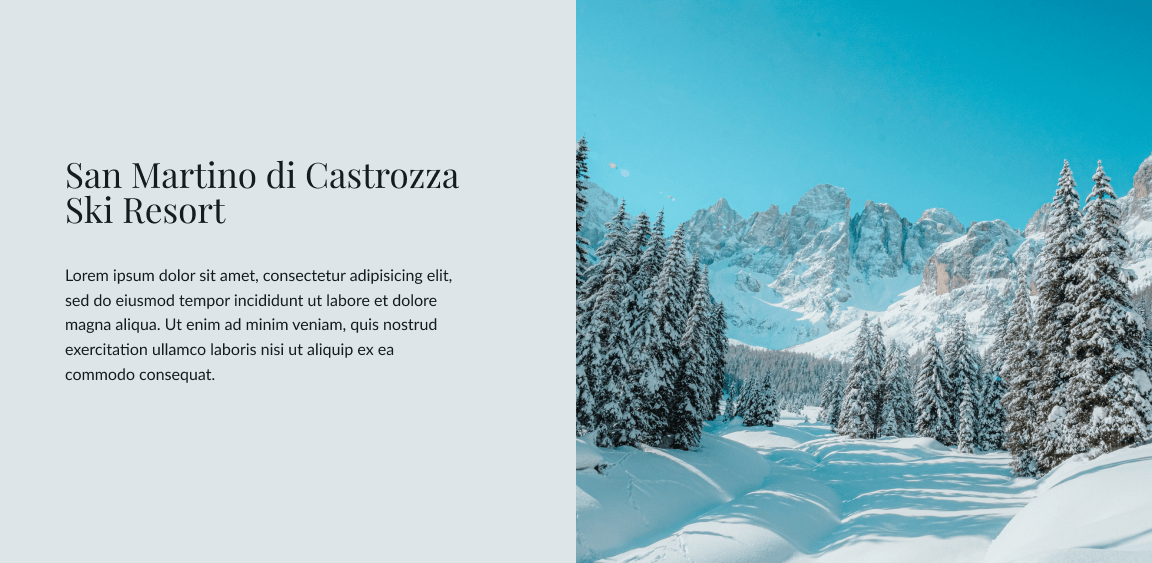 San Martino di Castrozza
Ski Resort
Lorem ipsum dolor sit amet, consectetur adipisicing elit,
sed do eiusmod tempor incididunt ut labore et dolore
magna aliqua. Ut enim ad minim veniam, quis nostrud
exercitation ullamco laboris nisi ut aliquip ex ea
commodo consequat.